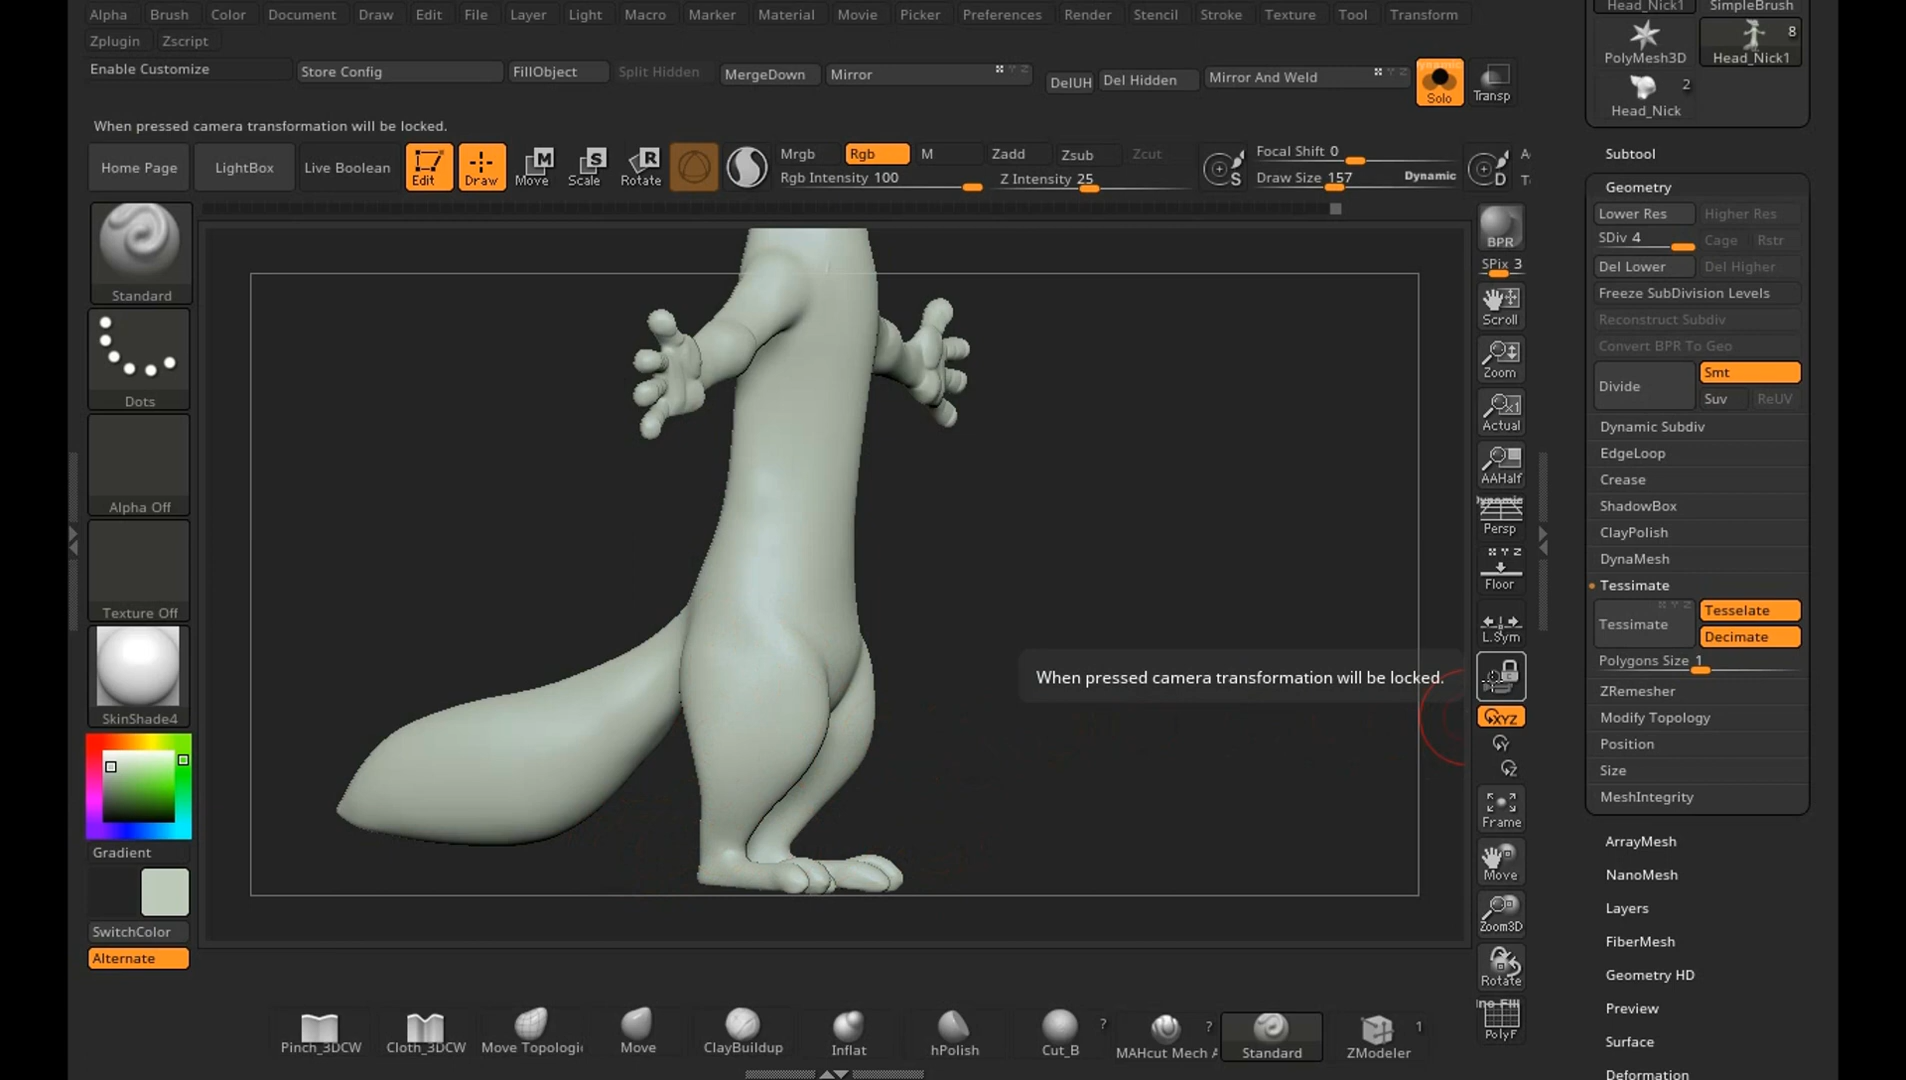 Alpha Brush Color Document Draw Edit File Layer Light Macro Marker Material Movie Picker Preferences Render Stencil Stroke Texture Tool Transform
Zplugin Zscript
Enable Customize Store Config FillObject Split Hidden MergeDown Mirror DelUH Del Hidden Mirror And Weld Solo Transp
When pressed camera transformation will be locked.
Home Page LightBox Live Boolean Edit Draw Move Scale Rotate
Mrgb Rgb M Zadd Zsub Zcut
Rgb Intensity 100 Z Intensity 25
Focal Shift 0
Draw Size 157 Dynamic
Standard
Dots
Alpha Off
Texture Off
SkinShade4
Gradient
SwitchColor
Alternate
When pressed camera transformation will be locked.
BPR
SPix 3
Scroll
Zoom
Actual
AAHalf
Dynamic
Persp
X Y Z
Floor
L.Sym
XYZ
Y
Z
Frame
Move
Zoom3D
Rotate
PolyF
Pinch_3DCW Cloth_3DCW Move Topologi Move ClayBuildup Inflat hPolish Cut_B ? MAHcut Mech A ? Standard ZModeler 1
Head_Nick1 SimpleBrush
PolyMesh3D Head_Nick1 8
Head_Nick 2
Subtool
Geometry
Lower Res Higher Res
SDiv 4 Cage Rstr
Del Lower Del Higher
Freeze SubDivision Levels
Reconstruct Subdiv
Convert BPR To Geo
Divide Smt
Suv ReUV
Dynamic Subdiv
EdgeLoop
Crease
ShadowBox
ClayPolish
DynaMesh
Tessimate
Tessimate Tesselate
Decimate
Polygons Size 1
ZRemesher
Modify Topology
Position
Size
MeshIntegrity
ArrayMesh
NanoMesh
Layers
FiberMesh
Geometry HD
Preview
Surface
Deformation